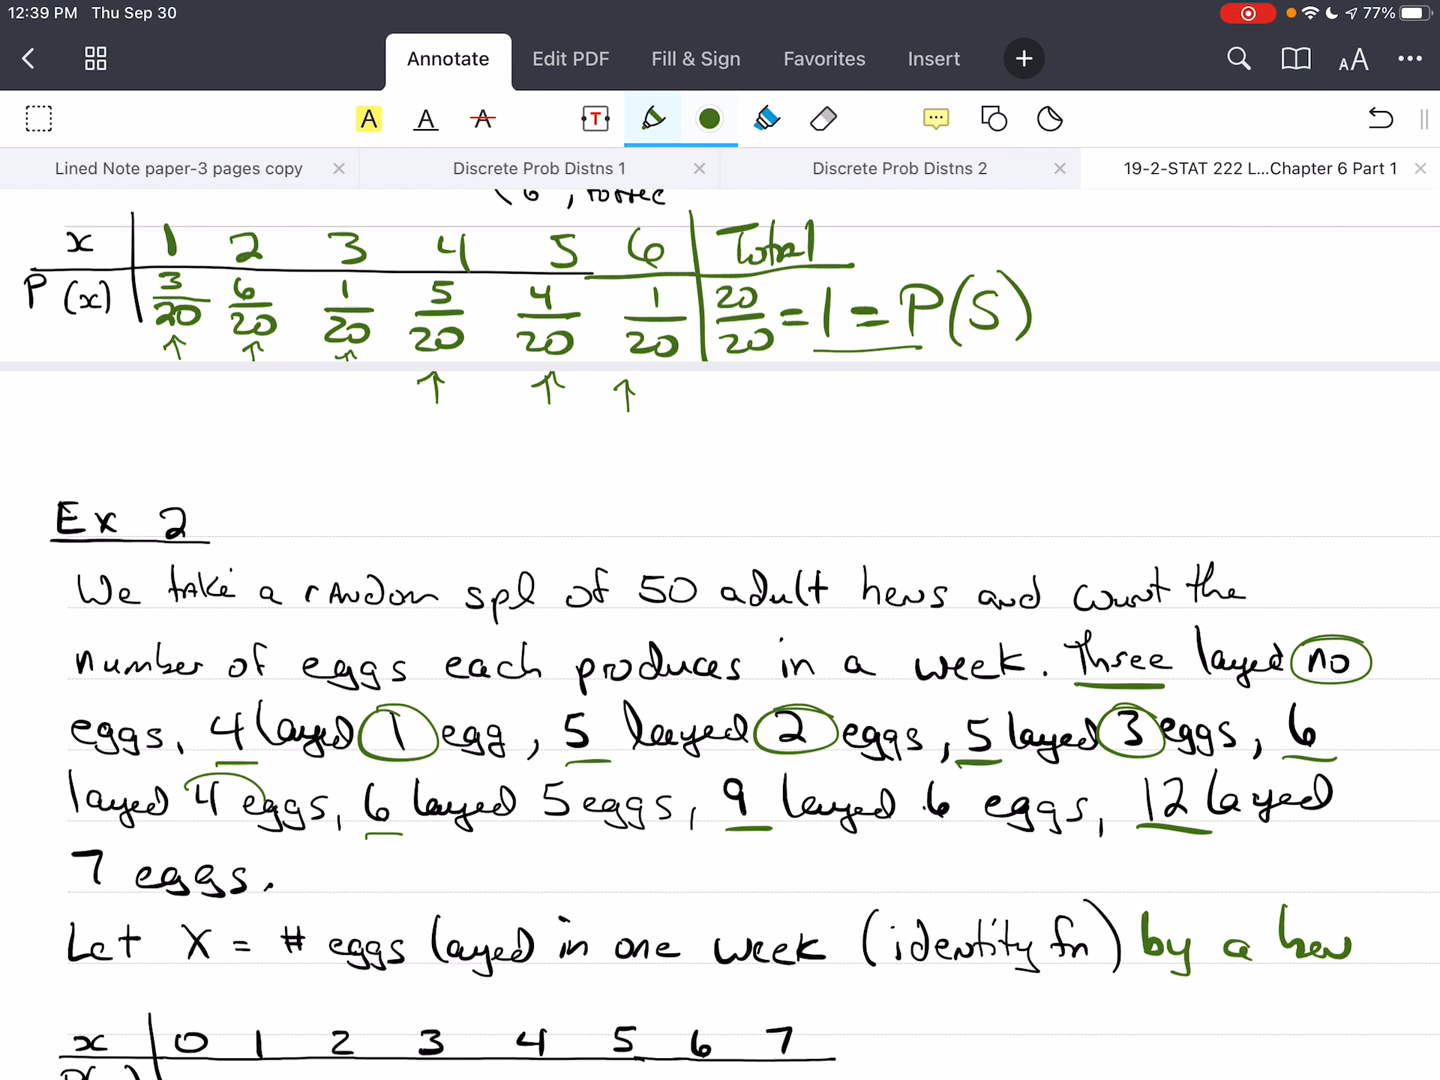 12:39 PM Thu Sep 30
77%
Annotate Edit PDF Fill & Sign Favorites Insert
Lined Note paper-3 pages copy Discrete Prob Distns 1 Discrete Prob Distns 2 19-2-STAT 222 L...Chapter 6 Part 1
x 1 2 3 4 5 6 Total
P(x) 3/20 6/20 1/20 5/20 4/20 1/20 20/20 = 1 = P(S)
Ex 2
We take a random spl of 50 adult hens and count the
number of eggs each produces in a week. Three layed no
eggs, 4 layed 1 egg, 5 layed 2 eggs, 5 layed 3 eggs, 6
layed 4 eggs, 6 layed 5 eggs, 9 layed 6 eggs, 12 layed
7 eggs.
Let X = # eggs layed in one week (identity fn) by a hen
x 0 1 2 3 4 5 6 7